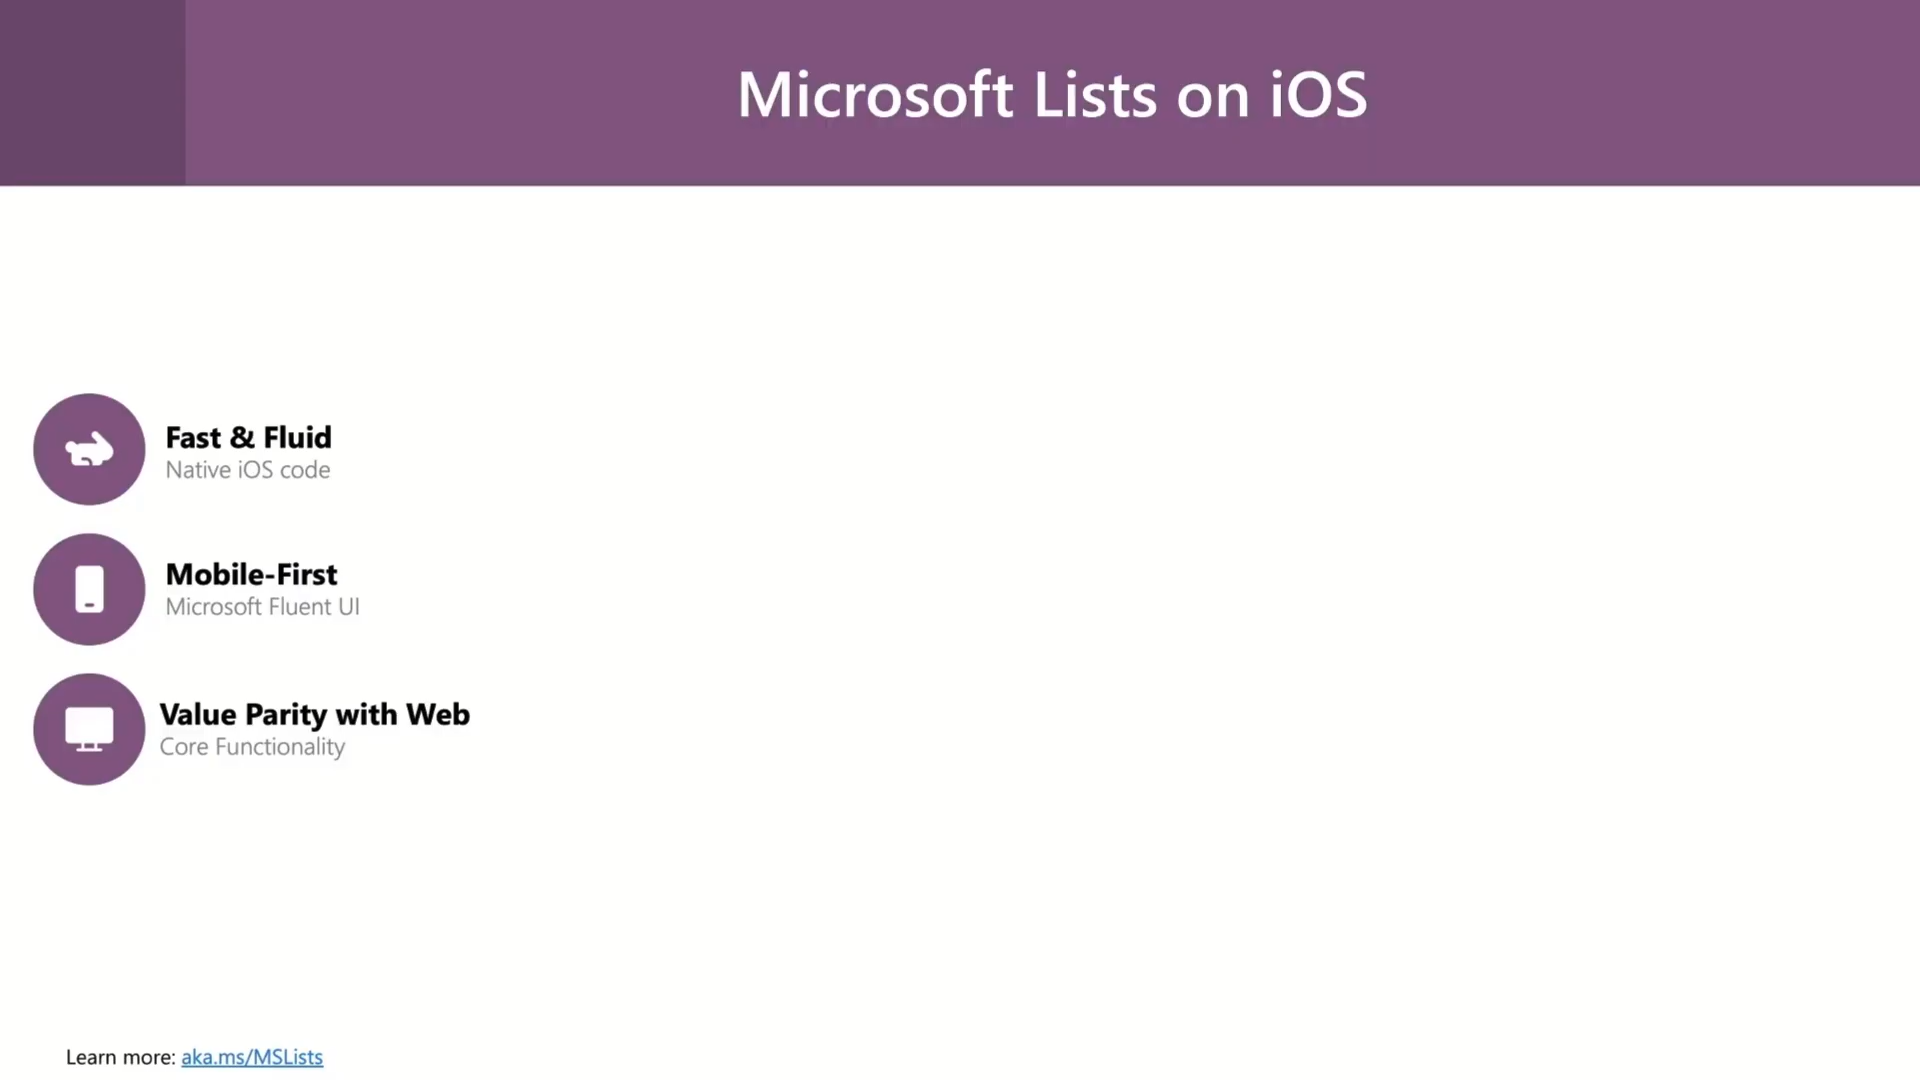 Microsoft Lists on iOS
Fast & Fluid
Native iOS code
Mobile-First
Microsoft Fluent UI
Value Parity with Web
Core Functionality
Learn more: aka.ms/MSLists